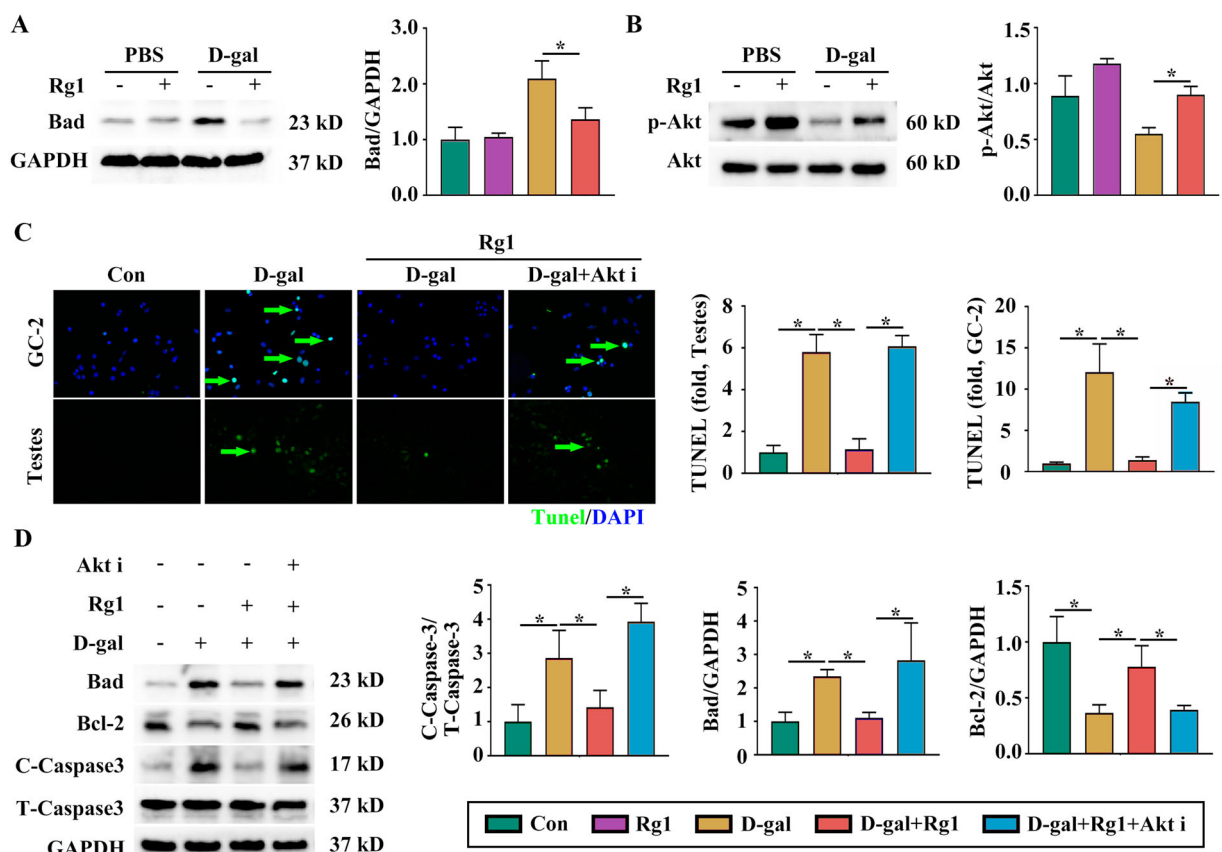 A
PBS D-gal
Rg1 - + - +
Bad 23 kD
GAPDH 37 kD
Bad/GAPDH
3.0
2.0
1.0
0.0
*
B
PBS D-gal
Rg1 - + - +
p-Akt 60 kD
Akt 60 kD
p-Akt/Akt
1.5
1.0
0.5
0.0
*
C
Rg1
Con D-gal D-gal D-gal+Akt i
GC-2
Testes
Tunel/DAPI
TUNEL (fold, Testes)
8
6
4
2
0
* * *
TUNEL (fold, GC-2)
20
15
10
5
0
* * *
D
Akt i - - - +
Rg1 - - + +
D-gal - + + +
Bad 23 kD
Bcl-2 26 kD
C-Caspase3 17 kD
T-Caspase3 37 kD
GAPDH 37 kD
C-Caspase-3/
T-Caspase-3
5
4
3
2
1
0
* * *
Bad/GAPDH
5
4
3
2
1
0
* * *
Bcl-2/GAPDH
1.5
1.0
0.5
0.0
* * *
Con Rg1 D-gal D-gal+Rg1 D-gal+Rg1+Akt i